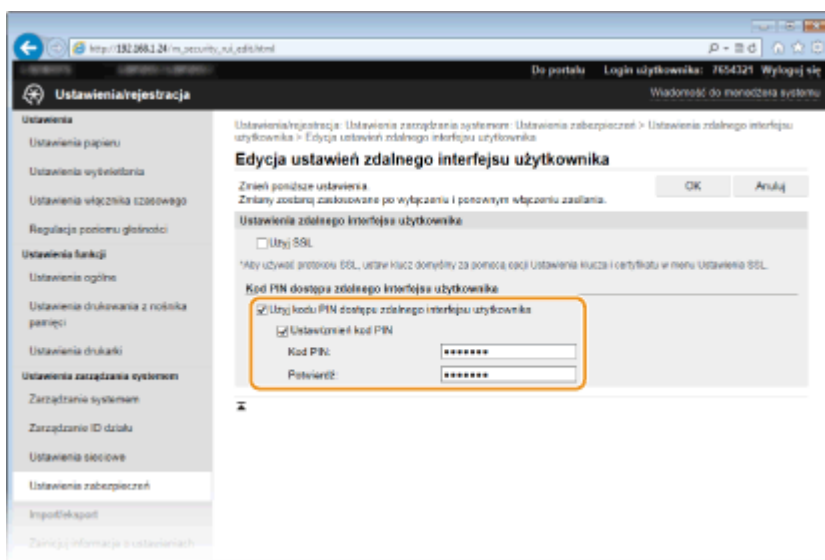 http://192.168.1.24/m_security_rui_edit.html
Do portalu Login użytkownika: 7654321 Wyloguj się
Ustawienia/rejestracja
Wiadomość do menedżera systemu
Ustawienia
Ustawienia papieru
Ustawienia wyświetlania
Ustawienia włącznika czasowego
Regulacja poziomu głośności
Ustawienia funkcji
Ustawienia ogólne
Ustawienia drukowania z nośnika
pamięci
Ustawienia drukarki
Ustawienia zarządzania systemem
Zarządzanie systemem
Zarządzanie ID działu
Ustawienia sieciowe
Ustawienia zabezpieczeń
Import/eksport
Zainicjuj informacje o ustawieniach
Ustawienia/rejestracja: Ustawienia zarządzania systemem: Ustawienia zabezpieczeń > Ustawienia zdalnego interfejsu
użytkownika > Edycja ustawień zdalnego interfejsu użytkownika
Edycja ustawień zdalnego interfejsu użytkownika
Zmień poniższe ustawienia.
Zmiany zostaną zastosowane po wyłączeniu i ponownym włączeniu zasilania.
OK Anuluj
Ustawienia zdalnego interfejsu użytkownika
Użyj SSL
*Aby używać protokołu SSL, ustaw klucz domyślny za pomocą opcji Ustawienia klucza i certyfikatu w menu Ustawienia SSL.
Kod PIN dostępu zdalnego interfejsu użytkownika
Użyj kodu PIN dostępu zdalnego interfejsu użytkownika
Ustaw/zmień kod PIN
Kod PIN: •••••••
Potwierdź: •••••••